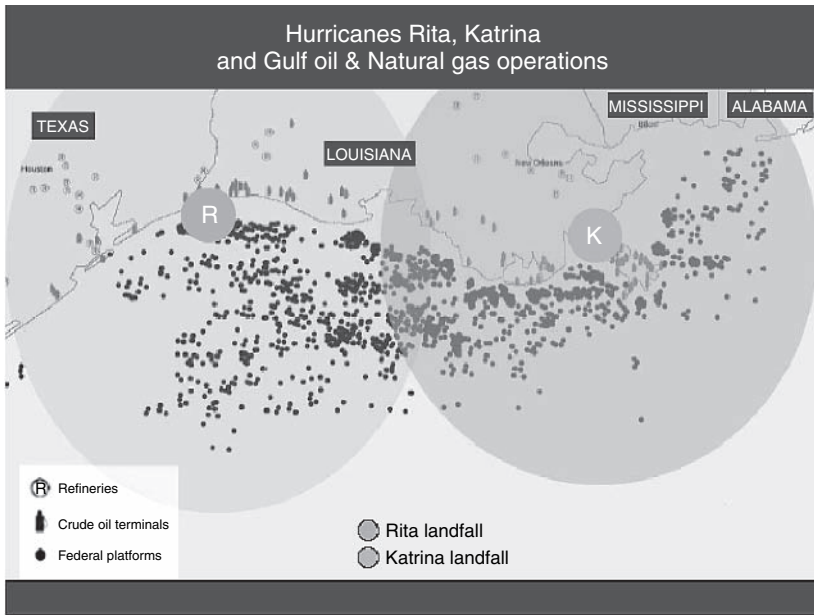 Hurricanes Rita, Katrina
and Gulf oil & Natural gas operations
MISSISSIPPI
ALABAMA
TEXAS
LOUISIANA
Biloxi
Houston
New Orleans
R
K
R Refineries
Crude oil terminals
Federal platforms
Rita landfall
Katrina landfall